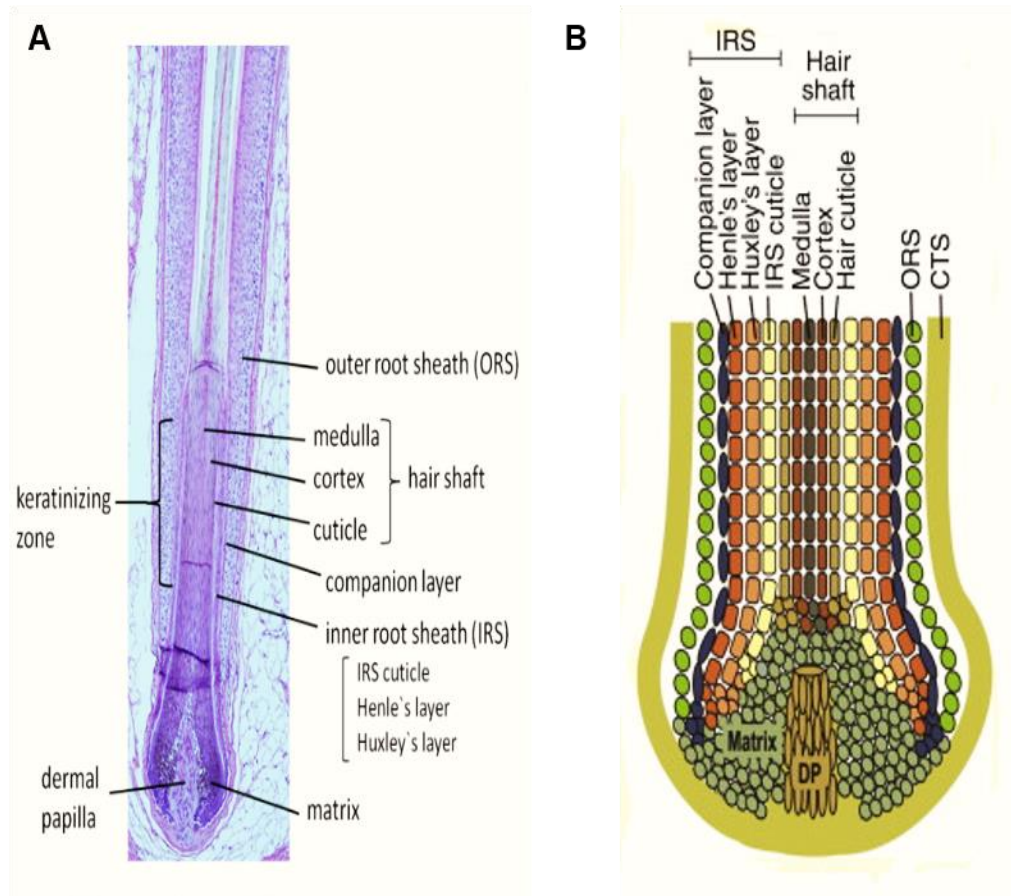 A
outer root sheath (ORS)
medulla
cortex
hair shaft
cuticle
keratinizing
zone
companion layer
inner root sheath (IRS)
IRS cuticle
Henle`s layer
Huxley`s layer
dermal
papilla
matrix
B
IRS
Hair
shaft
Companion layer
Henle's layer
Huxley's layer
IRS cuticle
Medulla
Cortex
Hair cuticle
ORS
CTS
Matrix
DP